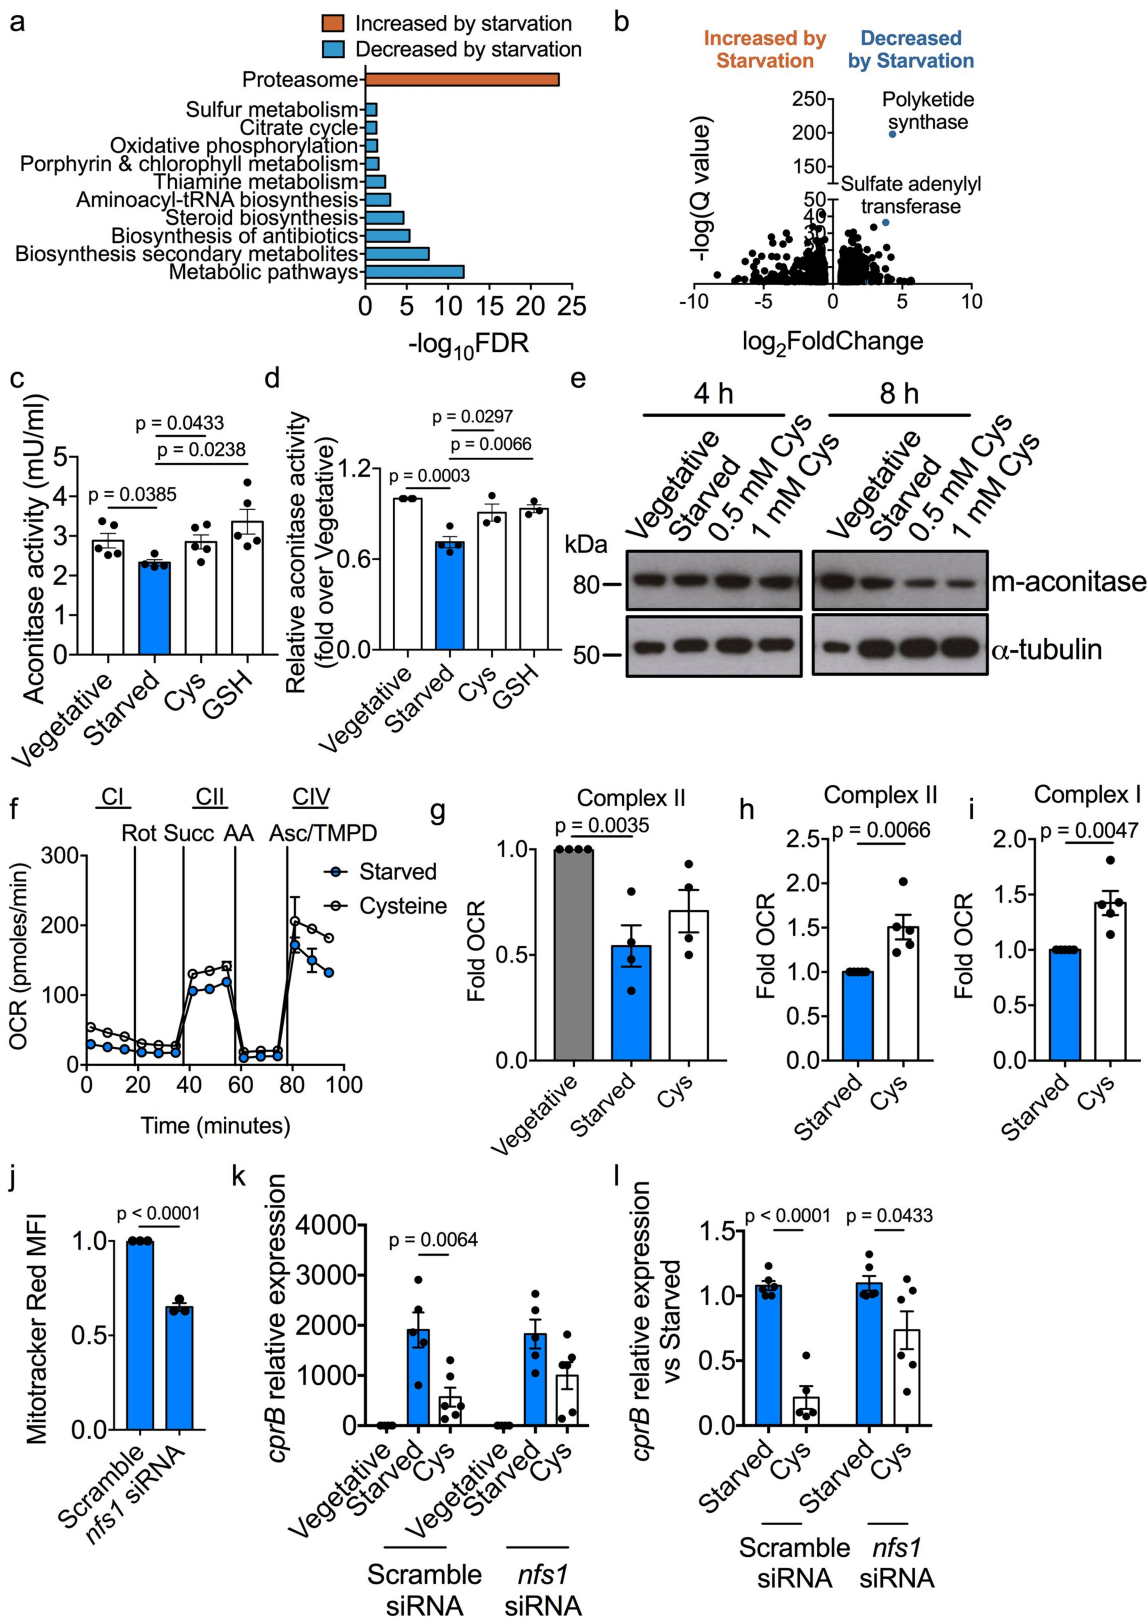 a
Increased by starvation
Decreased by starvation
Proteasome
Sulfur metabolism
Citrate cycle
Oxidative phosphorylation
Porphyrin & chlorophyll metabolism
Thiamine metabolism
Aminoacyl-tRNA biosynthesis
Steroid biosynthesis
Biosynthesis of antibiotics
Biosynthesis secondary metabolites
Metabolic pathways
0 5 10 15 20 25
-log10FDR
b
Increased by Starvation
Decreased by Starvation
Polyketide synthase
Sulfate adenylyl transferase
-log(Q value)
250
200
150
50
40
30
-10 -5 0 5 10
log2FoldChange
c
Aconitase activity (mU/ml)
p = 0.0433
p = 0.0238
p = 0.0385
5
4
3
2
1
0
Vegetative
Starved
Cys
GSH
d
Relative aconitase activity
(fold over Vegetative)
p = 0.0297
p = 0.0066
p = 0.0003
1.2
0.6
0.0
Vegetative
Starved
Cys
GSH
e
4 h
8 h
Vegetative
Starved
0.5 mM Cys
1 mM Cys
Vegetative
Starved
0.5 mM Cys
1 mM Cys
kDa
80
m-aconitase
50
α-tubulin
f
CI CII CIV
Rot Succ AA Asc/TMPD
Starved
Cysteine
OCR (pmoles/min)
300
200
100
0
0 20 40 60 80 100
Time (minutes)
g
Complex II
p = 0.0035
Fold OCR
1.0
0.5
0.0
Vegetative
Starved
Cys
h
Complex II
p = 0.0066
Fold OCR
2.5
2.0
1.5
1.0
0.5
0.0
Starved
Cys
i
Complex I
p = 0.0047
Fold OCR
2.0
1.5
1.0
0.5
0.0
Starved
Cys
j
Mitotracker Red MFI
p < 0.0001
1.0
0.5
0.0
Scramble
nfs1 siRNA
k
cprB relative expression
p = 0.0064
4000
3000
2000
1000
0
Vegetative
Starved
Cys
Vegetative
Starved
Cys
Scramble siRNA
nfs1 siRNA
l
cprB relative expression
vs Starved
p < 0.0001
p = 0.0433
1.5
1.0
0.5
0.0
Starved
Cys
Starved
Cys
Scramble siRNA
nfs1 siRNA